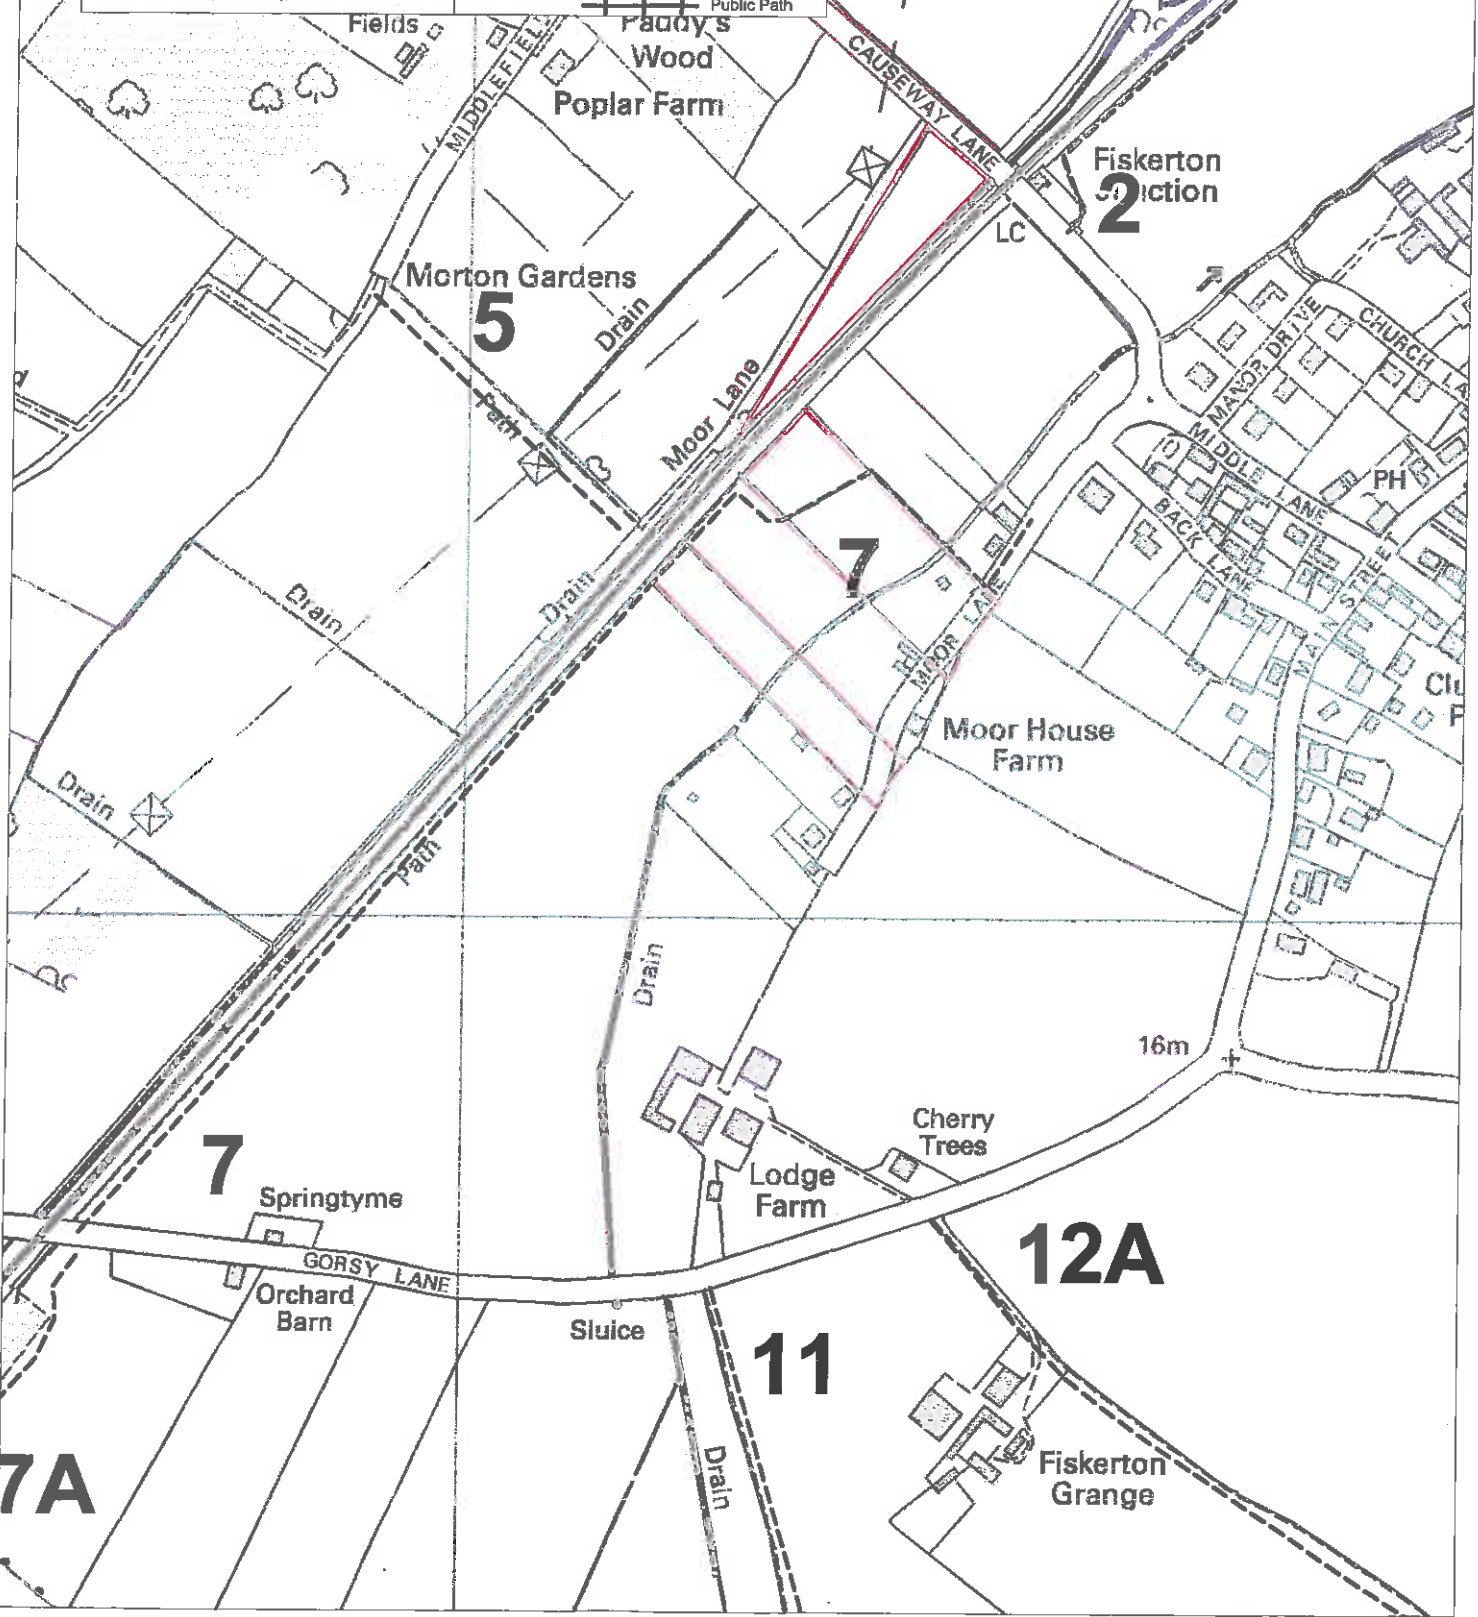 Public Path
Fields
Paddy's
Wood
CAUSEWAY LANE
MIDDLEFIEL
Poplar Farm
Fiskerton
2
LC
Morton Gardens
5
Drain
MANOR DRIVE
CHURCH LA
Path
Moor Lane
MIDDLE LANE
PH
BACK LANE
7
Drain
Drain
MOOR LANE
MAIN STREET
Moor House
Farm
Drain
Path
Drain
16m
Cherry
Trees
7
Springtyme
Lodge
Farm
12A
GORSY LANE
Orchard
Barn
Sluice
11
7A
Drain
Fiskerton
Grange